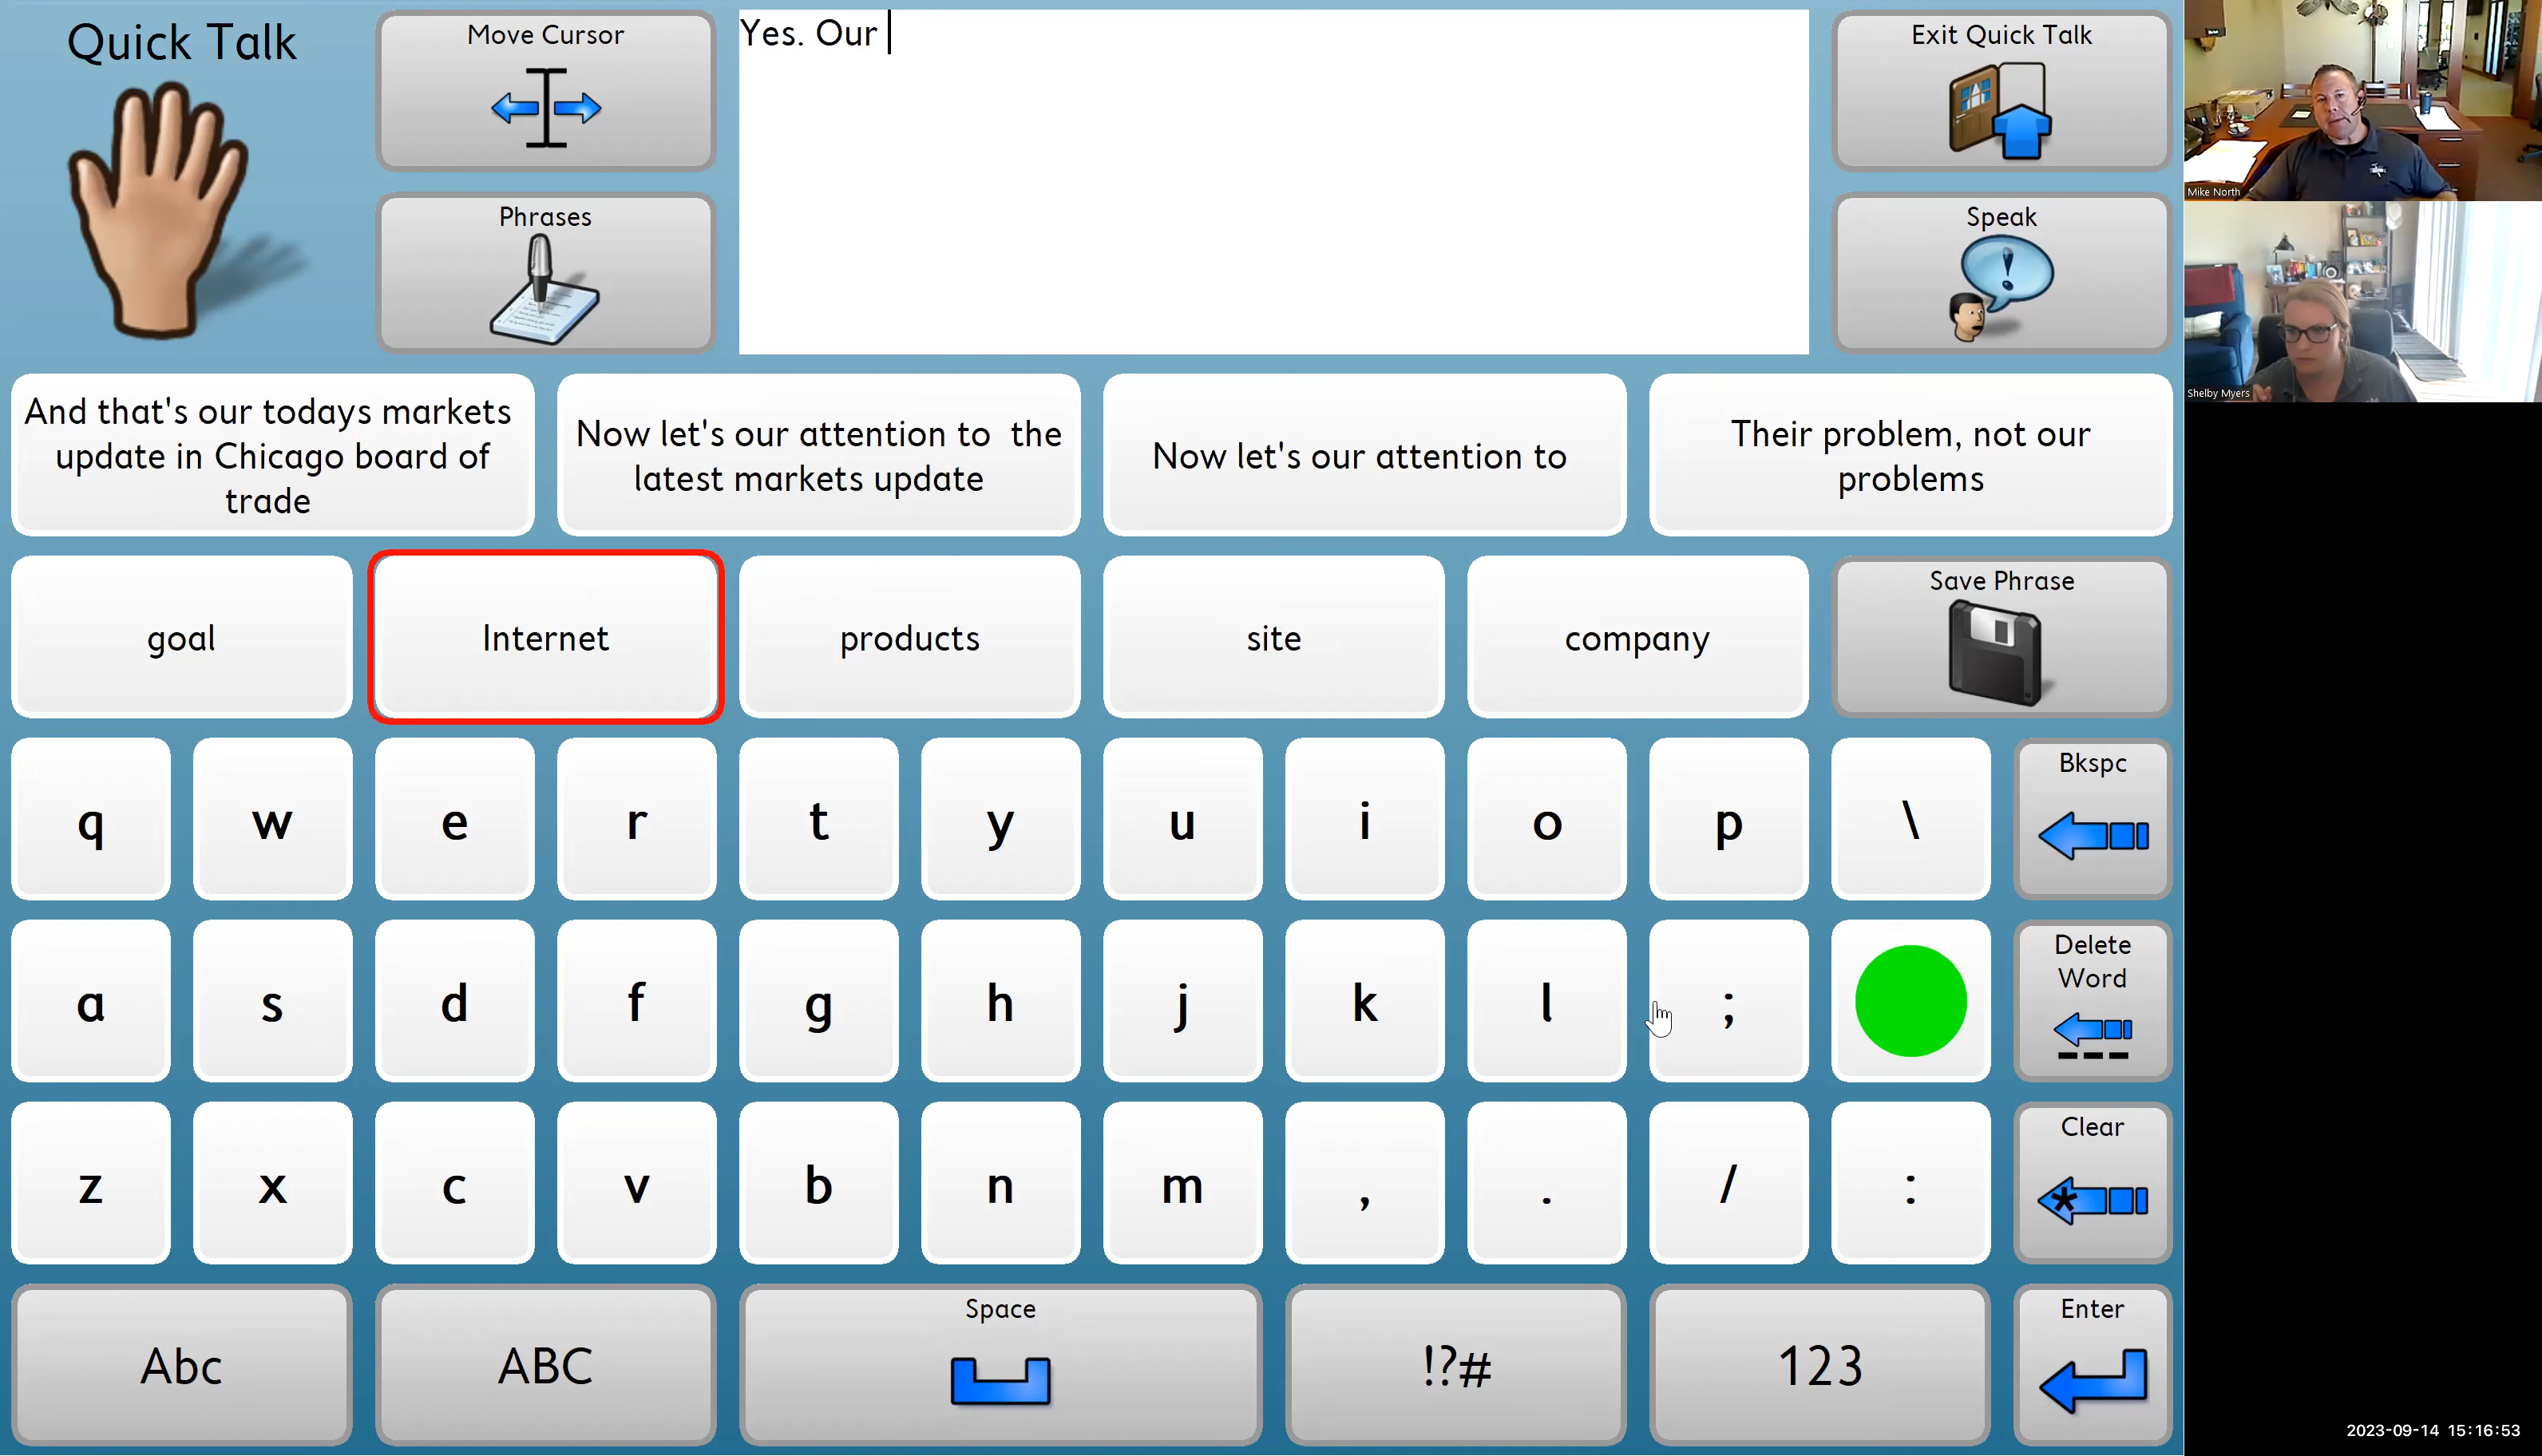 Quick Talk
Move Cursor
Yes. Our
Exit Quick Talk
Phrases
Speak
Mike North
Shelby Myers
And that's our todays markets
update in Chicago board of
trade
Now let's our attention to  the
latest markets update
Now let's our attention to
Their problem, not our
problems
goal
Internet
products
site
company
Save Phrase
q w e r t y u i o p \
Bkspc
a s d f g h j k l ;
Delete
Word
z x c v b n m , . / :
Clear
Abc
ABC
Space
!?#
123
Enter
2023-09-14 15:16:53